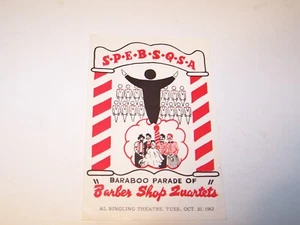 S·P·E·B·S·Q·S·A
BARABOO PARADE OF
"Barber Shop Quartets"
AL RINGLING THEATRE, TUES. OCT. 30, 1962